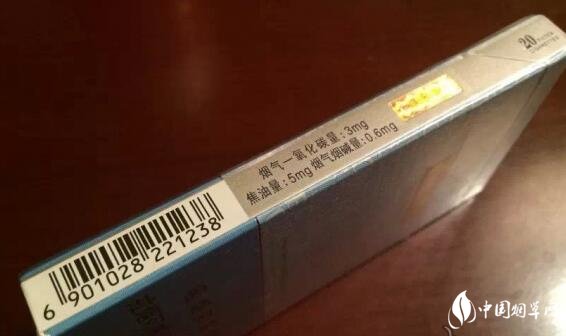 20
烟气一氧化碳量:3mg
焦油量:5mg 烟气烟碱量:0.6mg
6 901028 221238
中国烟草网